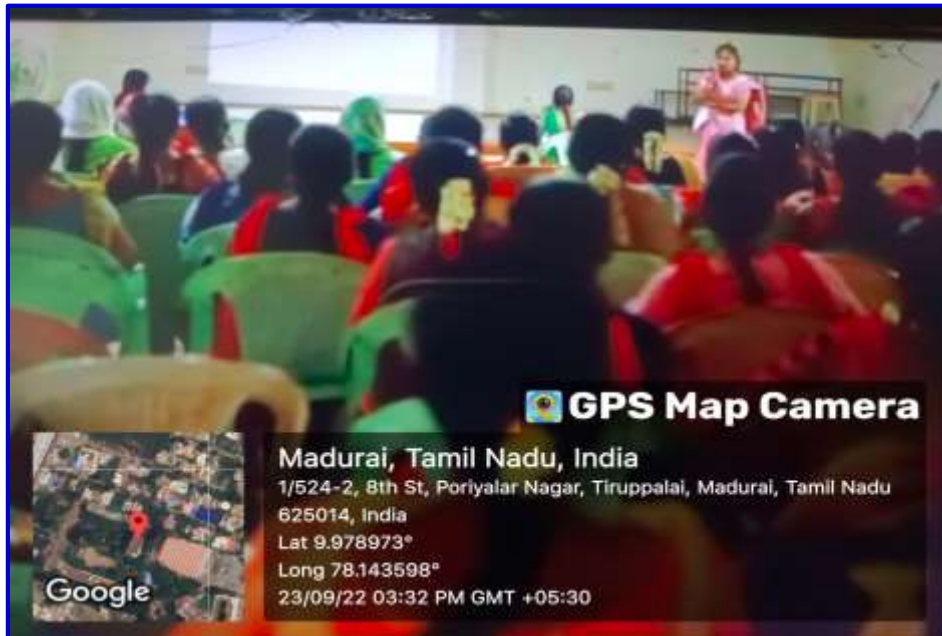 GPS Map Camera
Madurai, Tamil Nadu, India
1/524-2, 8th St, Poriyalar Nagar, Tiruppalai, Madurai, Tamil Nadu
625014, India
Lat 9.978973°
Long 78.143598°
23/09/22 03:32 PM GMT +05:30
Google